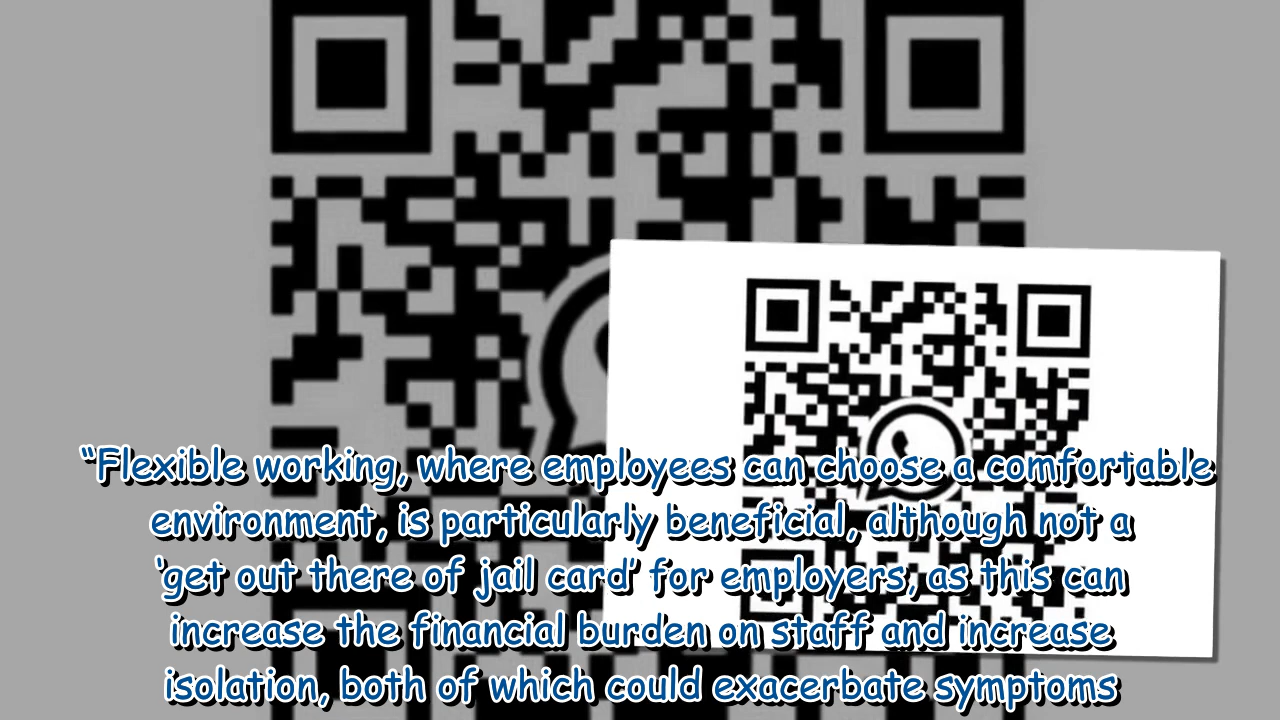 “Flexible working, where employees can choose a comfortable
environment, is particularly beneficial, although not a
‘get out there of jail card’ for employers, as this can
increase the financial burden on staff and increase
isolation, both of which could exacerbate symptoms